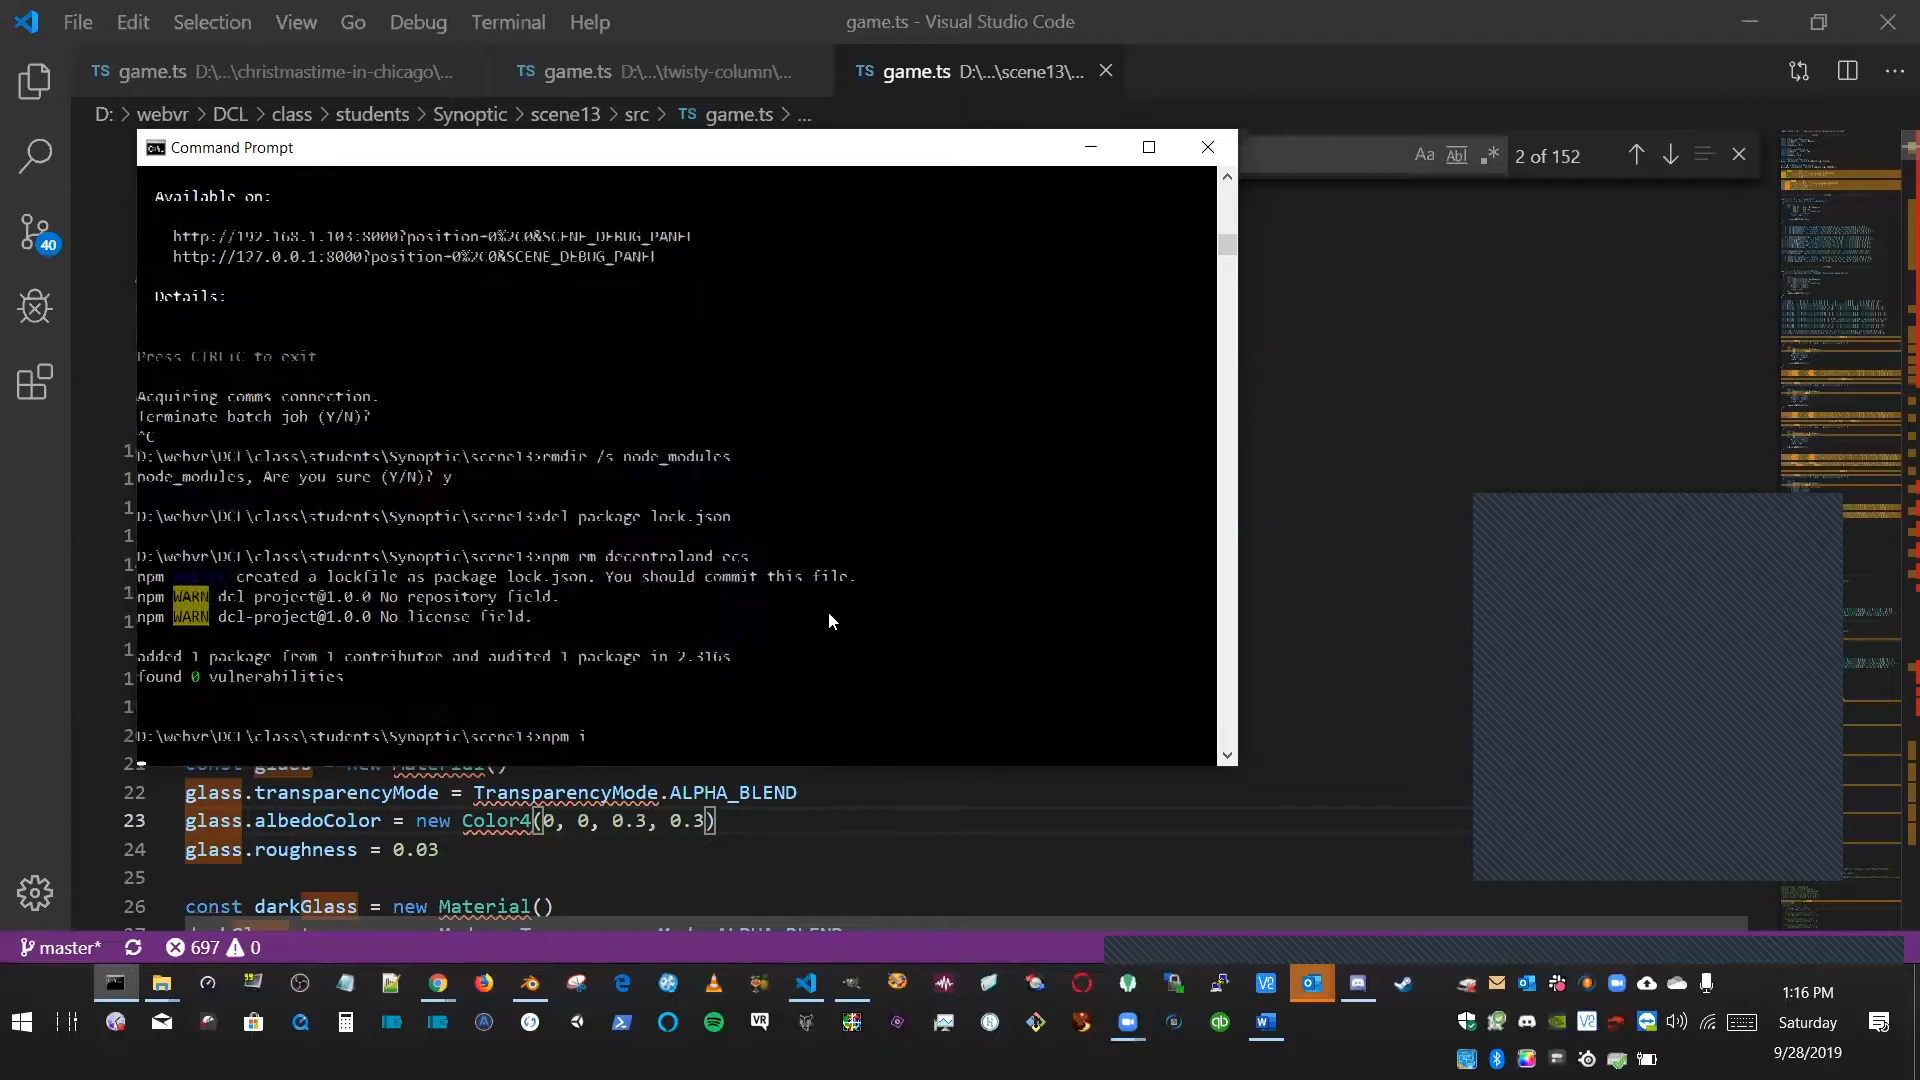 File Edit Selection View Go Debug Terminal Help
game.ts - Visual Studio Code
TS game.ts D:\...\christmastime-in-chicago\...
TS game.ts D:\...\twisty-column\...
TS game.ts D:\...\scene13\...
D: > webvr > DCL > class > students > Synoptic > scene13 > src > TS game.ts > ...
Command Prompt
Aa Abl .* 2 of 152
Available on:
http://192.168.1.103:8000?position=0%2C0&SCENE_DEBUG_PANEL
http://127.0.0.1:8000?position=0%2C0&SCENE_DEBUG_PANEL
Details:
Press CTRL+C to exit
Acquiring comms connection.
Terminate batch job (Y/N)?
^C
D:\webvr\DCL\class\students\Synoptic\scene13>rmdir /s node_modules
node_modules, Are you sure (Y/N)? y
D:\webvr\DCL\class\students\Synoptic\scene13>del package-lock.json
D:\webvr\DCL\class\students\Synoptic\scene13>npm rm decentraland-ecs
npm created a lockfile as package-lock.json. You should commit this file.
npm WARN dcl-project@1.0.0 No repository field.
npm WARN dcl-project@1.0.0 No license field.
added 1 package from 1 contributor and audited 1 package in 2.316s
found 0 vulnerabilities
D:\webvr\DCL\class\students\Synoptic\scene13>npm i
21 const glass = new Material()
22 glass.transparencyMode = TransparencyMode.ALPHA_BLEND
23 glass.albedoColor = new Color4(0, 0, 0.3, 0.3)
24 glass.roughness = 0.03
25
26 const darkGlass = new Material()
40
master* 697 0
1:16 PM
Saturday
9/28/2019